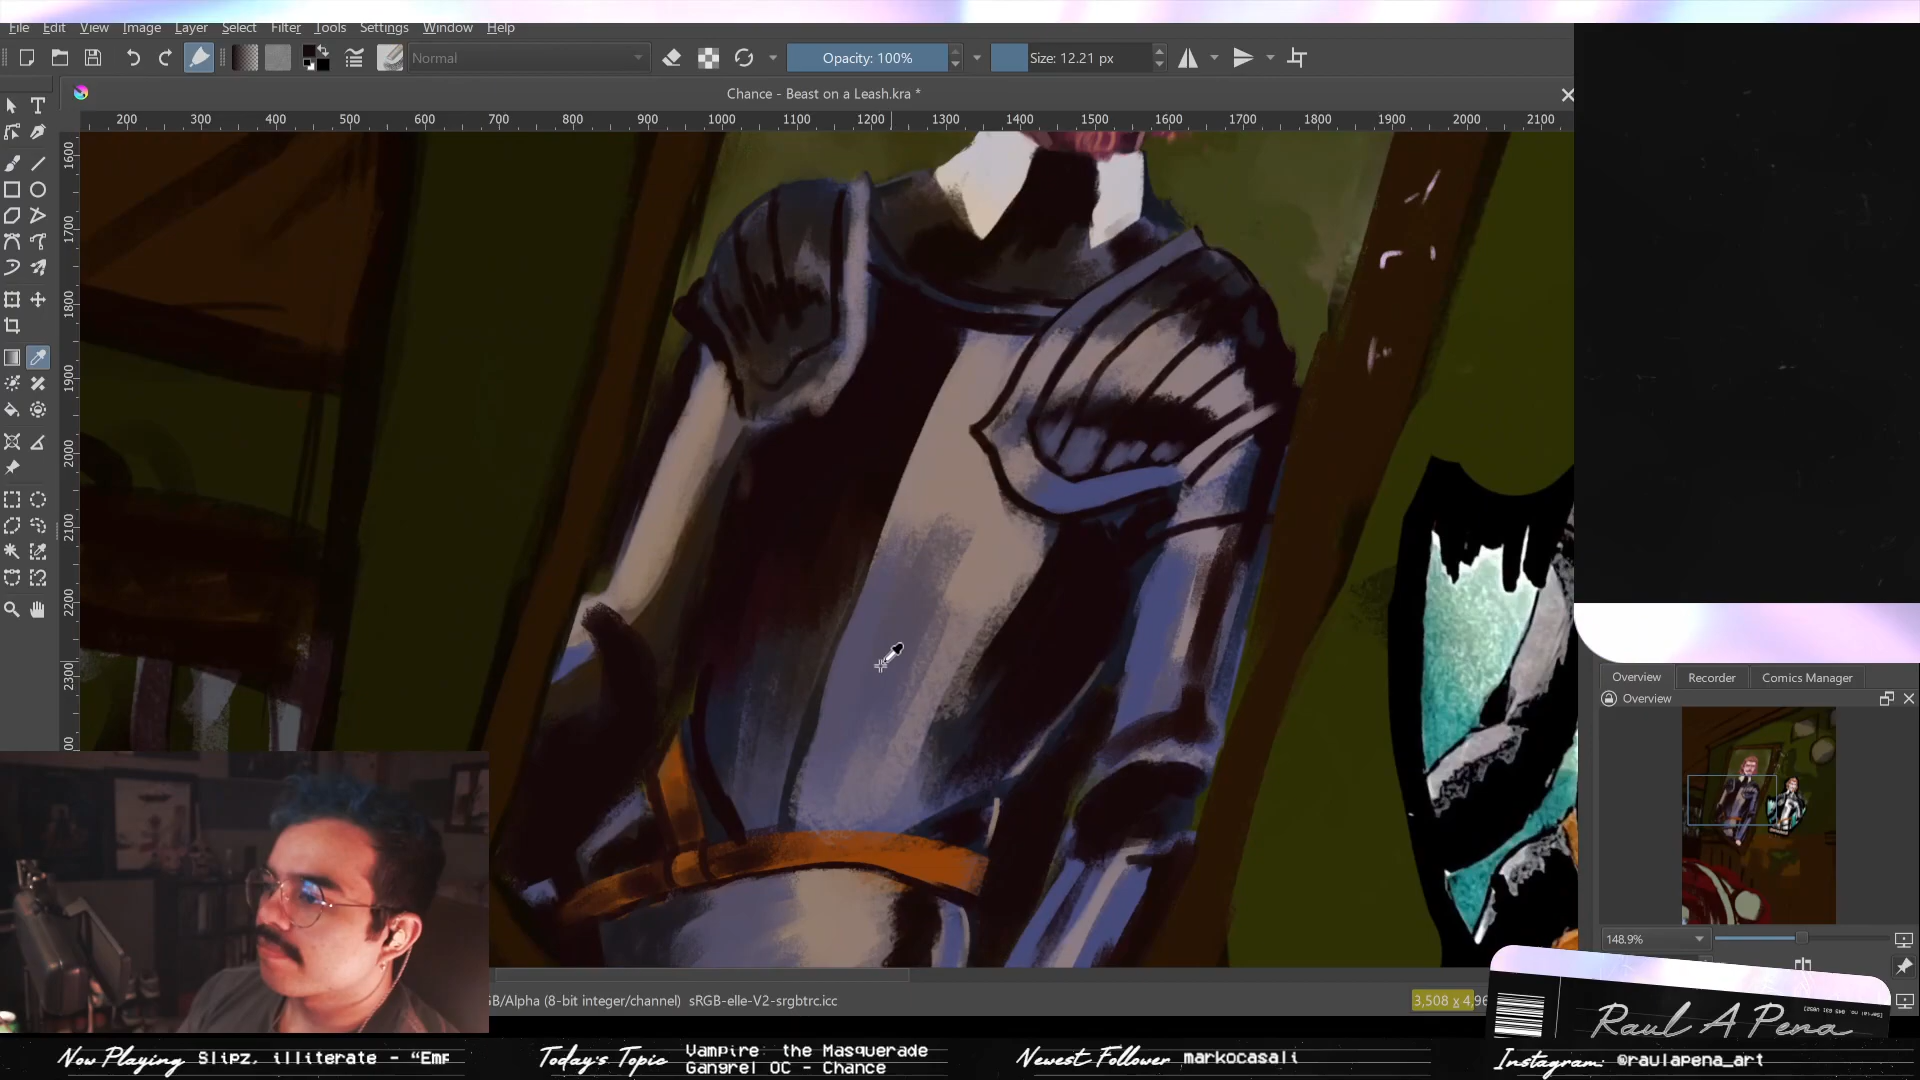 File Edit View Image Layer Select Filter Tools Settings Window Help
Normal Opacity: 100% Size: 12.21 px
Chance - Beast on a Leash.kra *
200 300 400 500 600 700 800 900 1000 1100 1200 1300 1400 1500 1600 1700 1800 1900 2000 2100
1600
1700
1800
1900
2000
2100
2200
2300
Overview Recorder Comics Manager
Overview
148.9%
GB/Alpha (8-bit integer/channel) sRGB-elle-V2-srgbtrc.icc
3,508 x 4,96
Raul A Pena
Now Playing Slipz, illiterate - “Emp
Today's Topic Vampire: the Masquerade
Gangrel OC - Chance
Newest Follower markocasali
Instagram: @raulapena_art